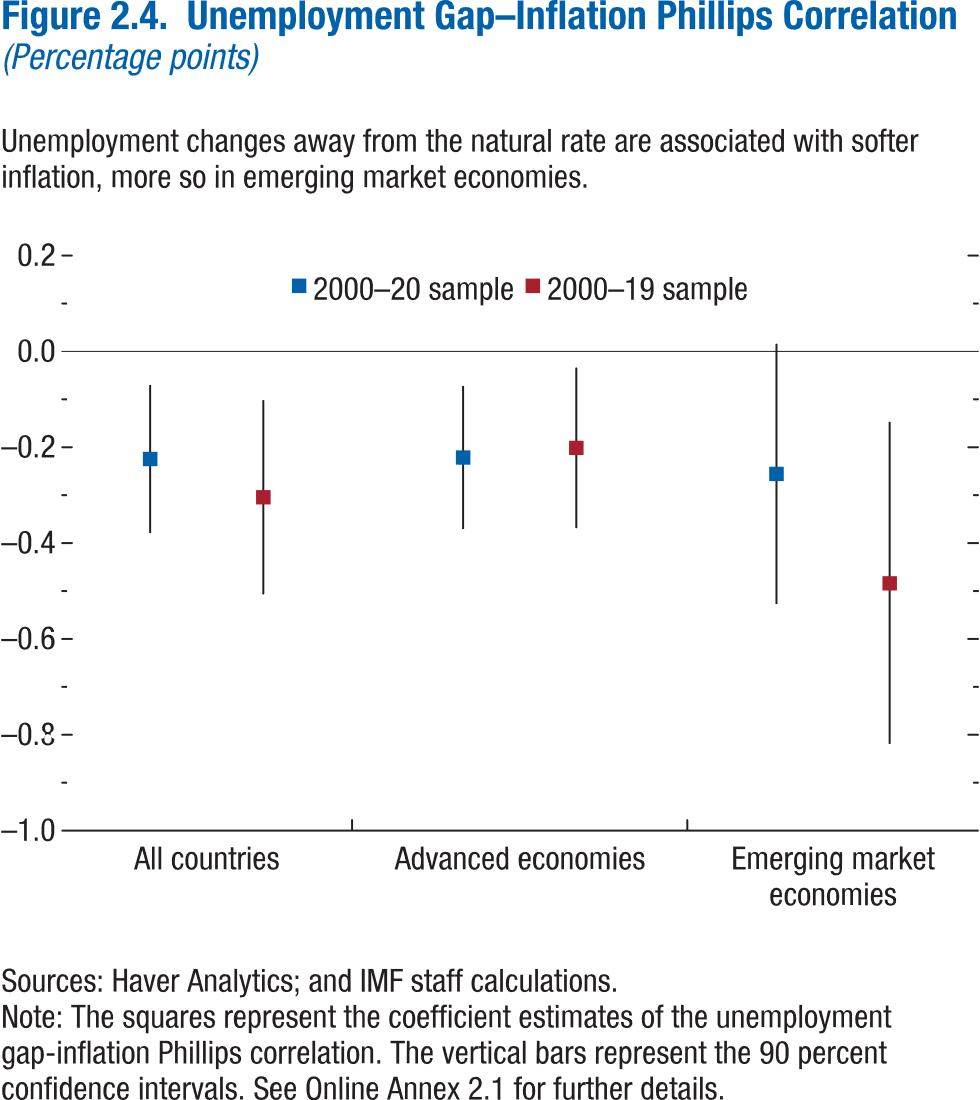 Figure 2.4.  Unemployment Gap–Inflation Phillips Correlation
(Percentage points)
Unemployment changes away from the natural rate are associated with softer
inflation, more so in emerging market economies.
0.2
2000–20 sample 2000–19 sample
0.0
–0.2
–0.4
–0.6
–0.8
–1.0
All countries
Advanced economies
Emerging market
economies
Sources: Haver Analytics; and IMF staff calculations.
Note: The squares represent the coefficient estimates of the unemployment
gap-inflation Phillips correlation. The vertical bars represent the 90 percent
confidence intervals. See Online Annex 2.1 for further details.